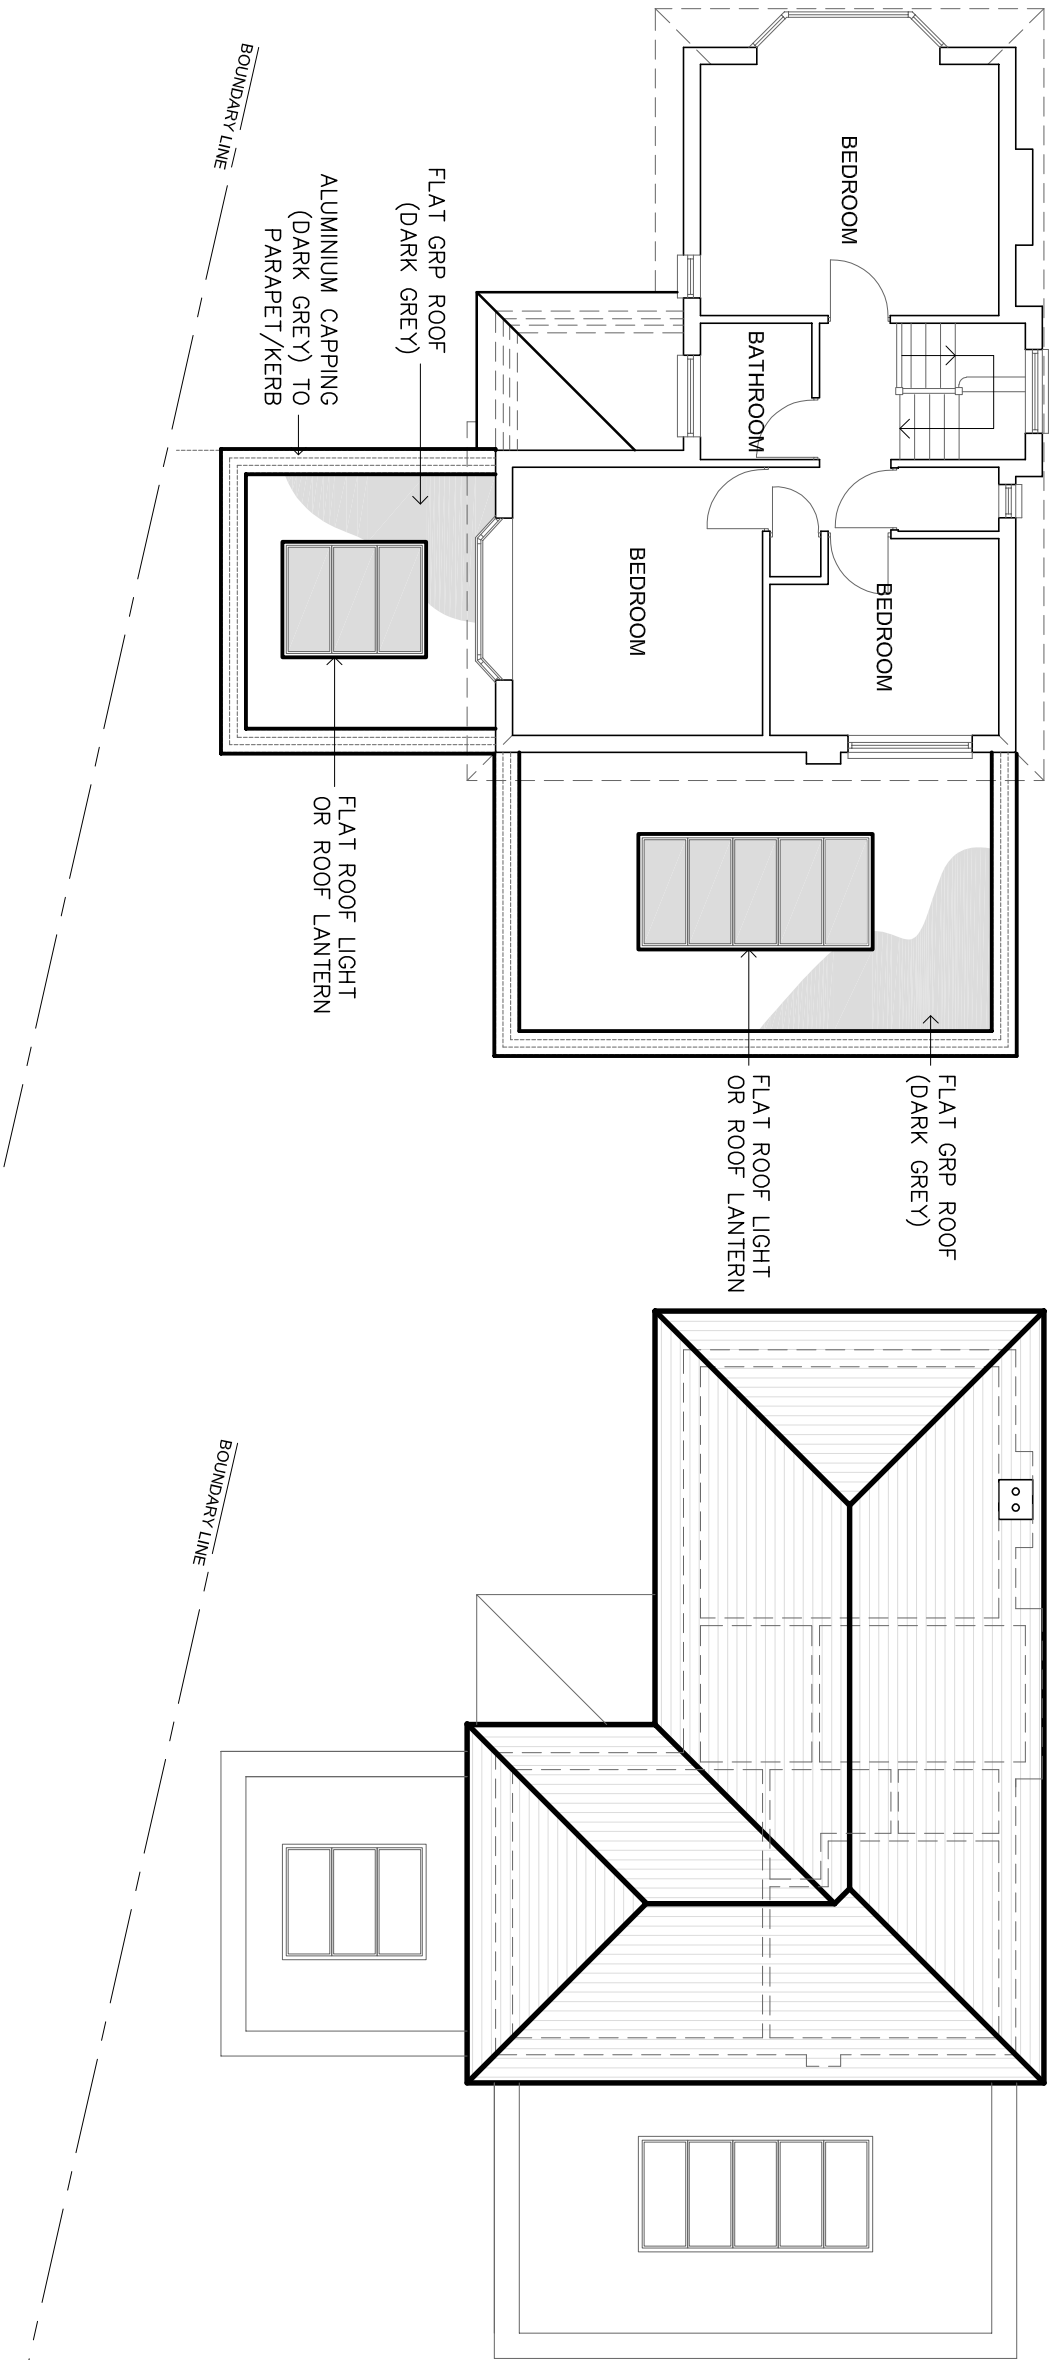 BOUNDARY LINE
ALUMINIUM CAPPING
(DARK GREY) TO
PARAPET/KERB
FLAT GRP ROOF
(DARK GREY)
BEDROOM
BATHROOM
BEDROOM
BEDROOM
FLAT ROOF LIGHT
OR ROOF LANTERN
FLAT ROOF LIGHT
OR ROOF LANTERN
FLAT GRP ROOF
(DARK GREY)
BOUNDARY LINE